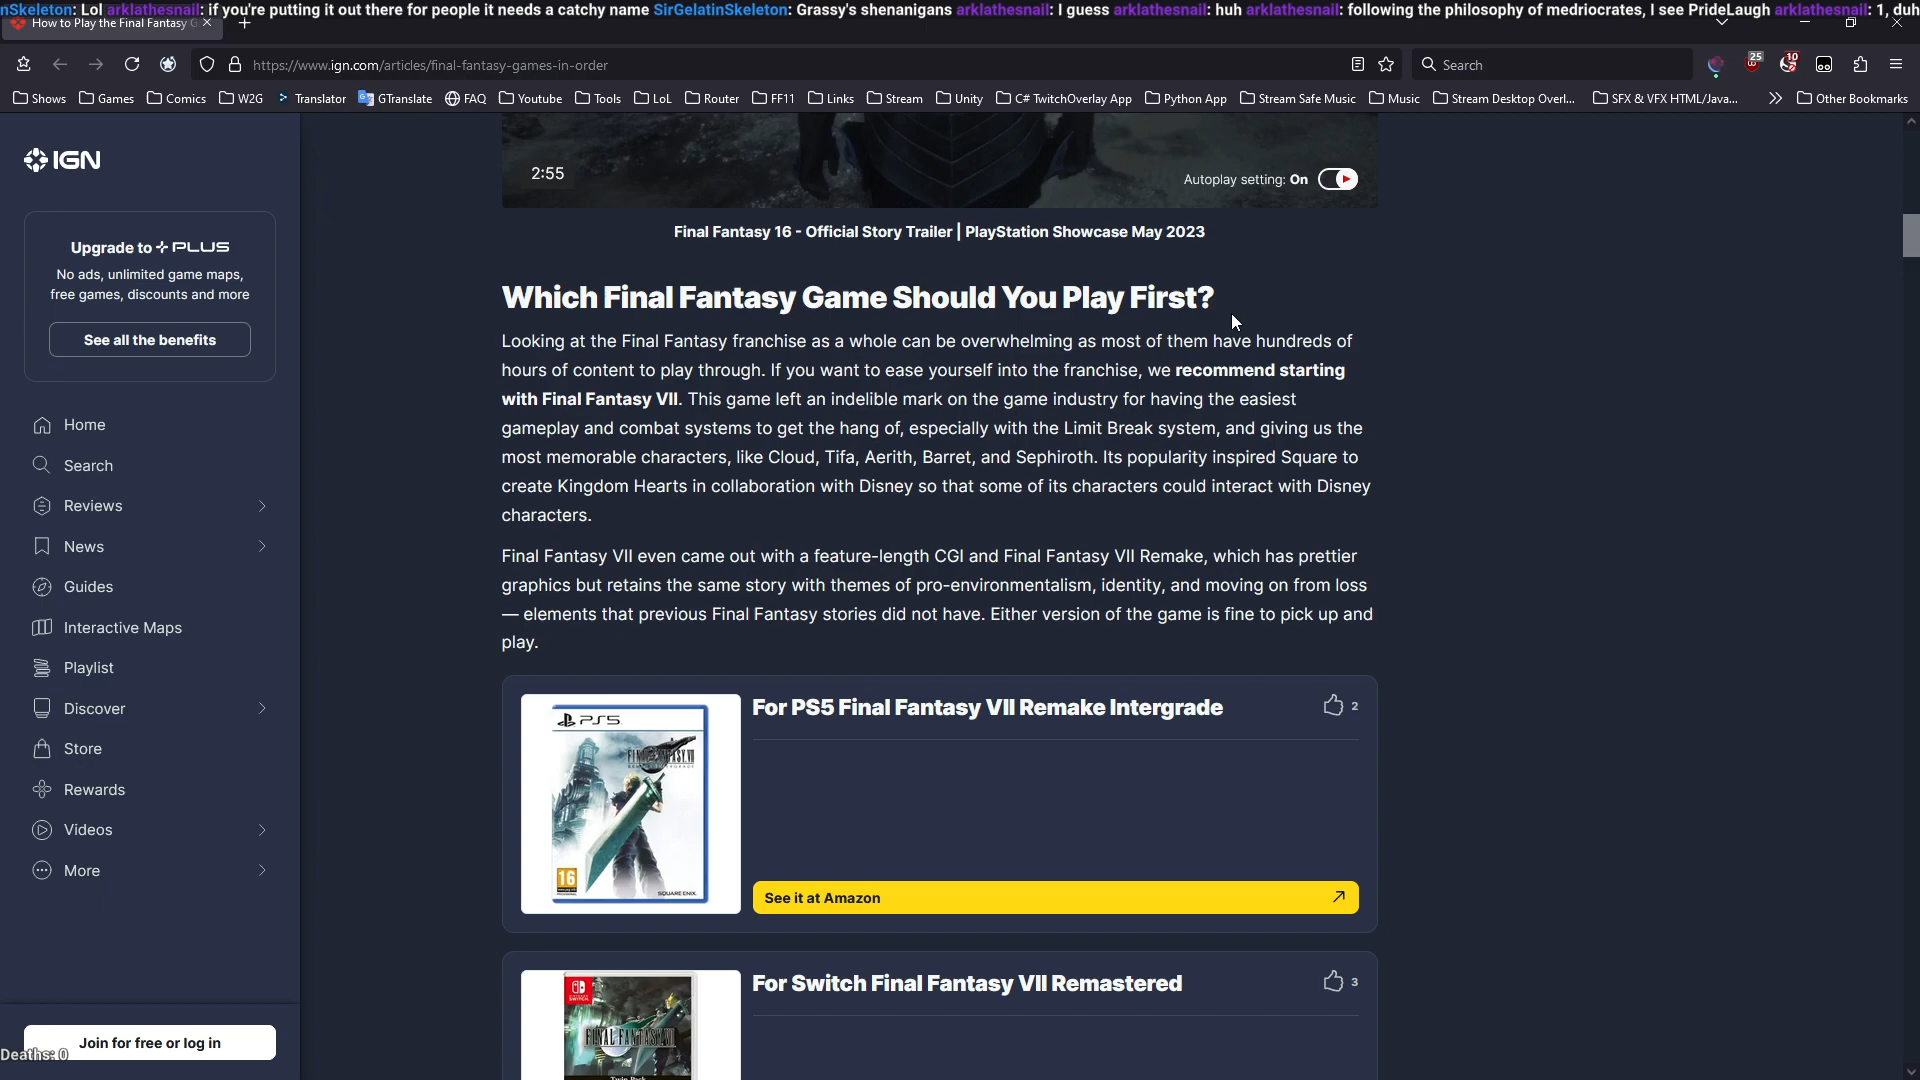 nSkeleton: Lol arklathesnail: if you're putting it out there for people it needs a catchy name SirGelatinSkeleton: Grassy's shenanigans arklathesnail: I guess arklathesnail: huh arklathesnail: following the philosophy of medriocrates, I see PrideLaugh arklathesnail: 1, duh
How to Play the Final Fantasy G
https://www.ign.com/articles/final-fantasy-games-in-order
Search
25
10
Shows Games Comics W2G Translator GTranslate FAQ Youtube Tools LoL Router FF11 Links Stream Unity C# TwitchOverlay App Python App Stream Safe Music Music Stream Desktop Overl... SFX & VFX HTML/Java... Other Bookmarks
IGN
Upgrade to PLUS
No ads, unlimited game maps,
free games, discounts and more
See all the benefits
Home
Search
Reviews
News
Guides
Interactive Maps
Playlist
Discover
Store
Rewards
Videos
More
Join for free or log in
Deaths: 0
2:55
Autoplay setting: On
Final Fantasy 16 - Official Story Trailer | PlayStation Showcase May 2023
Which Final Fantasy Game Should You Play First?
Looking at the Final Fantasy franchise as a whole can be overwhelming as most of them have hundreds of
hours of content to play through. If you want to ease yourself into the franchise, we recommend starting
with Final Fantasy VII. This game left an indelible mark on the game industry for having the easiest
gameplay and combat systems to get the hang of, especially with the Limit Break system, and giving us the
most memorable characters, like Cloud, Tifa, Aerith, Barret, and Sephiroth. Its popularity inspired Square to
create Kingdom Hearts in collaboration with Disney so that some of its characters could interact with Disney
characters.
Final Fantasy VII even came out with a feature-length CGI and Final Fantasy VII Remake, which has prettier
graphics but retains the same story with themes of pro-environmentalism, identity, and moving on from loss
— elements that previous Final Fantasy stories did not have. Either version of the game is fine to pick up and
play.
PS5
FINAL FANTASY VII
16
SQUARE ENIX
For PS5 Final Fantasy VII Remake Intergrade
2
See it at Amazon
FINAL FANTASY VII
Twin Pack
For Switch Final Fantasy VII Remastered
3